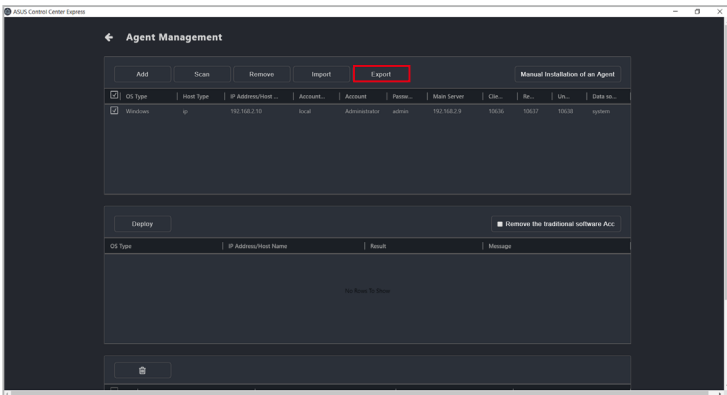 ASUS Control Center Express
Agent Management
Add Scan Remove Import Export Manual Installation of an Agent
OS Type Host Type IP Address/Host ... Account... Account Passw... Main Server Clie... Re... Un... Data so...
Windows ip 192.168.2.10 local Administrator admin 192.168.2.9 10636 10637 10638 system
Deploy Remove the traditional software Acc
OS Type IP Address/Host Name Result Message
No Rows To Show